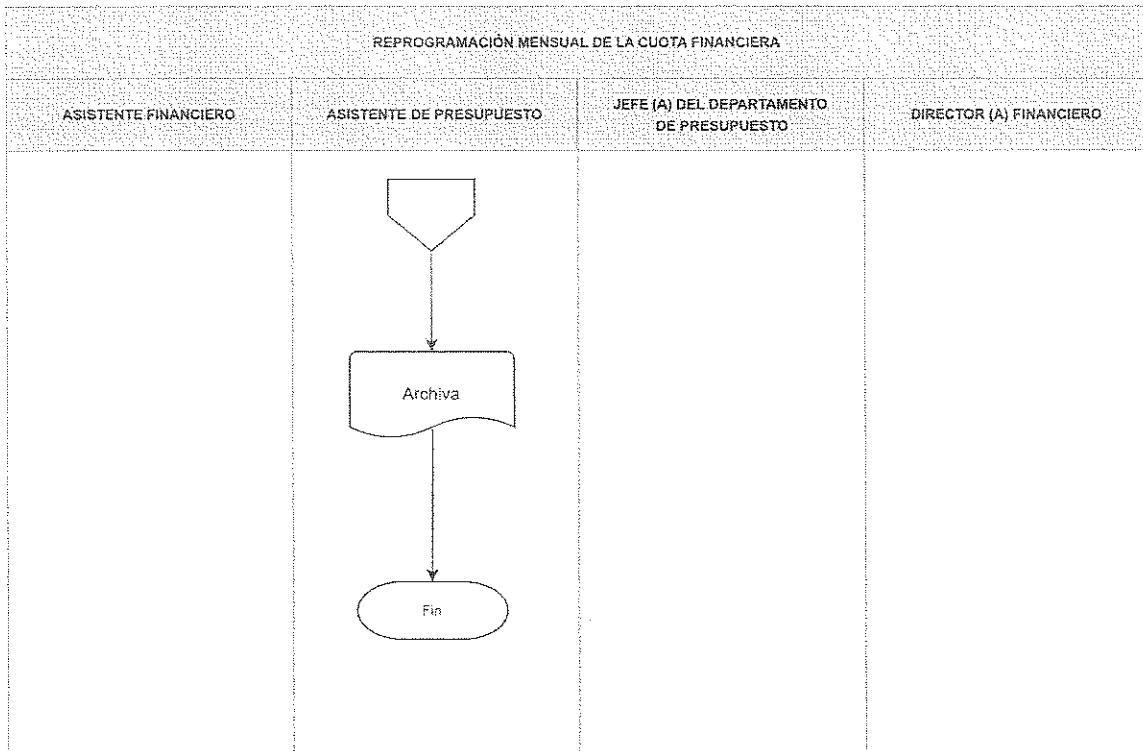 REPROGRAMACIÓN MENSUAL DE LA CUOTA FINANCIERA
ASISTENTE FINANCIERO
ASISTENTE DE PRESUPUESTO
JEFE (A) DEL DEPARTAMENTO
DE PRESUPUESTO
DIRECTOR (A) FINANCIERO
Archiva
Fin